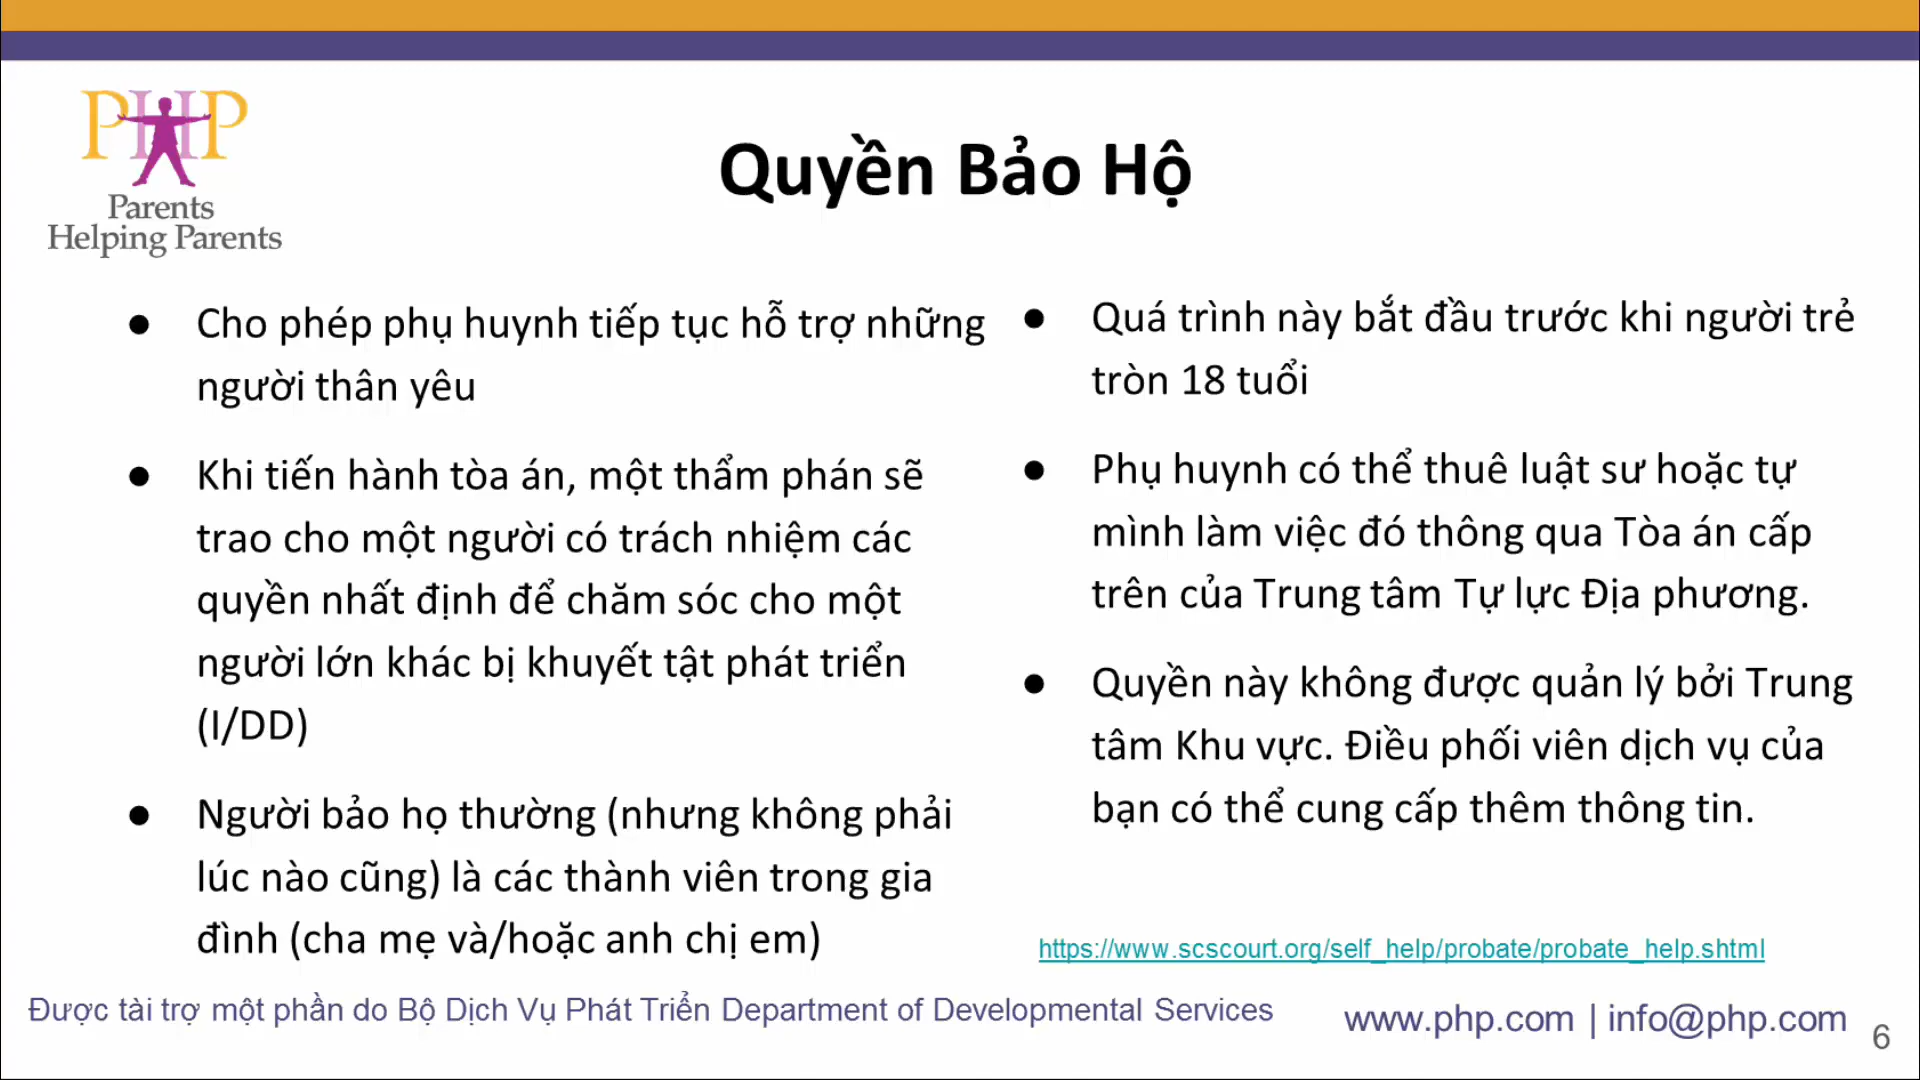 PHP
Parents
Helping Parents
Quyền Bảo Hộ
● Cho phép phụ huynh tiếp tục hỗ trợ những
người thân yêu
● Khi tiến hành tòa án, một thẩm phán sẽ
trao cho một người có trách nhiệm các
quyền nhất định để chăm sóc cho một
người lớn khác bị khuyết tật phát triển
(I/DD)
● Người bảo họ thường (nhưng không phải
lúc nào cũng) là các thành viên trong gia
đình (cha mẹ và/hoặc anh chị em)
● Quá trình này bắt đầu trước khi người trẻ
tròn 18 tuổi
● Phụ huynh có thể thuê luật sư hoặc tự
mình làm việc đó thông qua Tòa án cấp
trên của Trung tâm Tự lực Địa phương.
● Quyền này không được quản lý bởi Trung
tâm Khu vực. Điều phối viên dịch vụ của
bạn có thể cung cấp thêm thông tin.
https://www.scscourt.org/self_help/probate/probate_help.shtml
Được tài trợ một phần do Bộ Dịch Vụ Phát Triển Department of Developmental Services
www.php.com | info@php.com
6